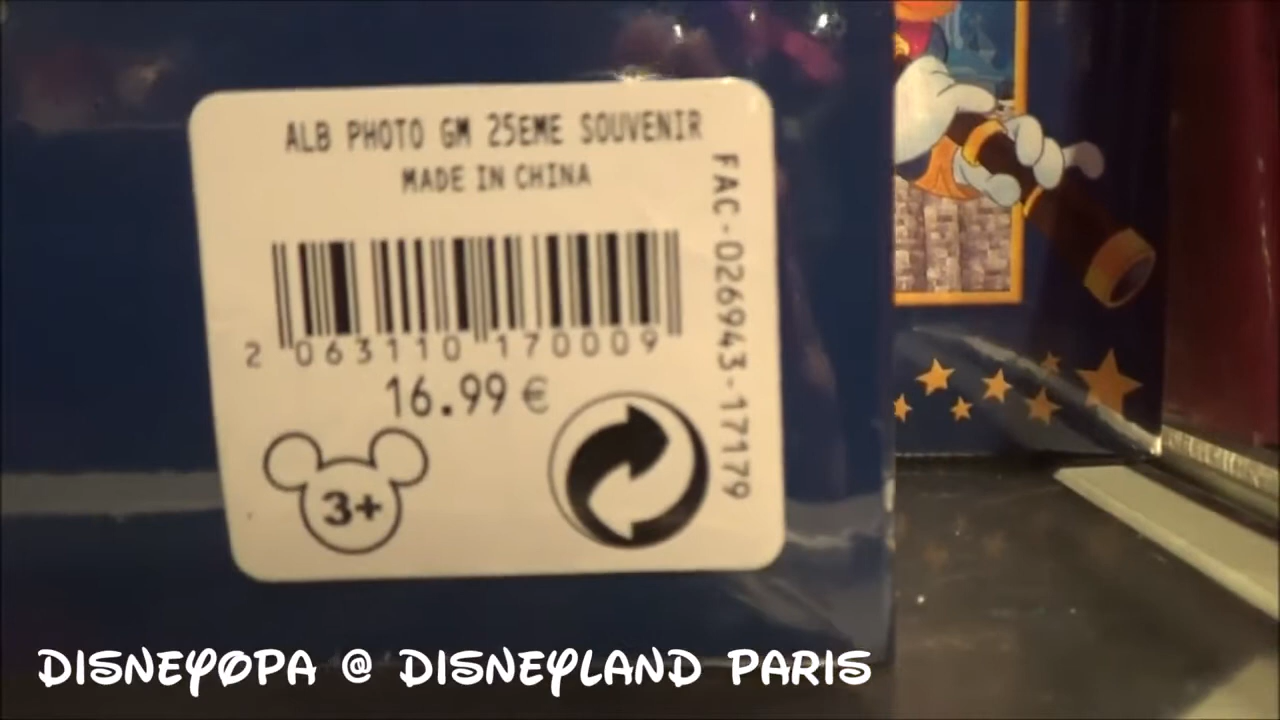 ALB PHOTO GM 25EME SOUVENIR
MADE IN CHINA
FAC-026943-17179
2 063110 170009
16.99 €
3+
DISNEYOPA @ DISNEYLAND PARIS